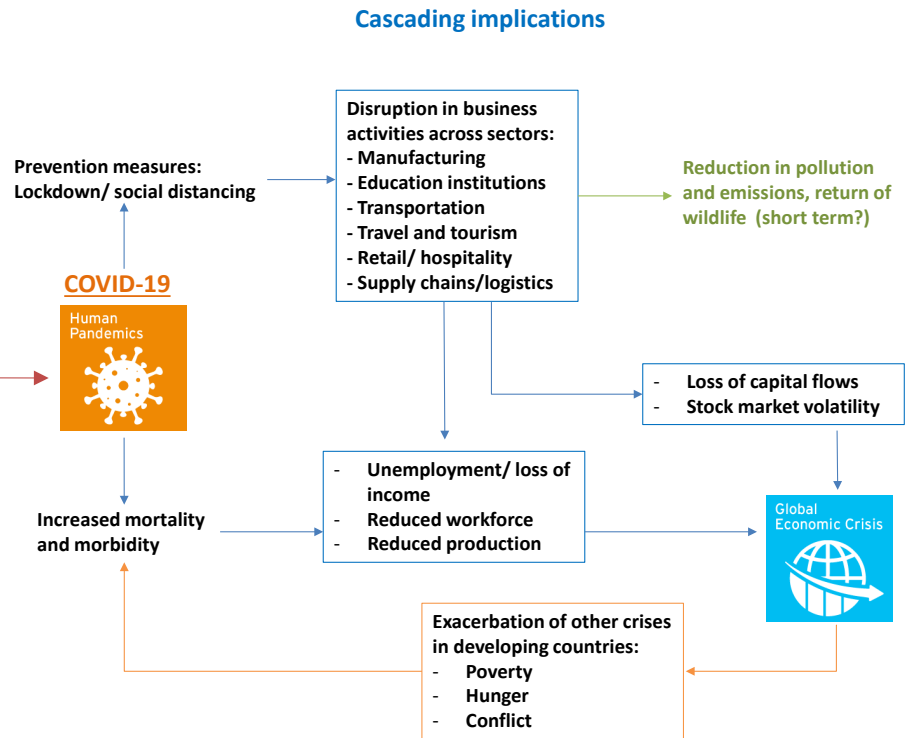 Cascading implications
Disruption in business
activities across sectors:
- Manufacturing
- Education institutions
- Transportation
- Travel and tourism
- Retail/ hospitality
- Supply chains/logistics
Prevention measures:
Lockdown/ social distancing
Reduction in pollution
and emissions, return of
wildlife (short term?)
COVID-19
Human
Pandemics
- Loss of capital flows
- Stock market volatility
- Unemployment/ loss of
income
- Reduced workforce
- Reduced production
Increased mortality
and morbidity
Global
Economic Crisis
Exacerbation of other crises
in developing countries:
- Poverty
- Hunger
- Conflict